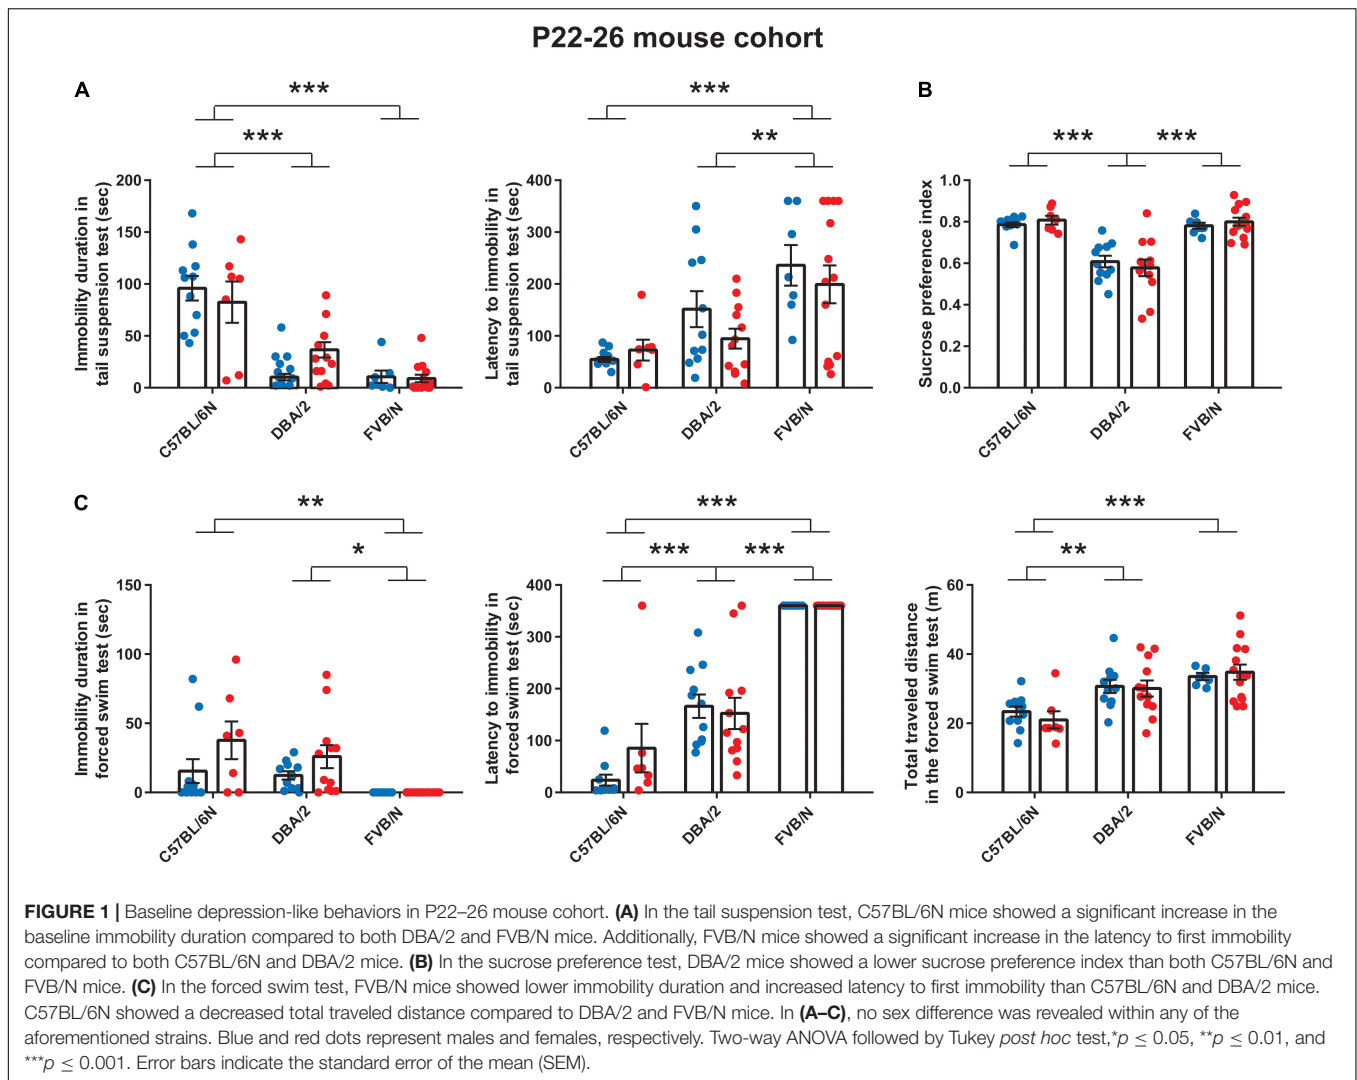 P22-26 mouse cohort
A
***
***
Immobility duration in
tail suspension test (sec)
200
150
100
50
0
C57BL/6N
DBA/2
FVB/N
***
**
Latency to immobility in
tail suspension test (sec)
400
300
200
100
0
C57BL/6N
DBA/2
FVB/N
B
***
***
Sucrose preference index
1.0
0.8
0.6
0.4
0.2
0.0
C57BL/6N
DBA/2
FVB/N
C
**
*
Immobility duration in
forced swim test (sec)
150
100
50
0
C57BL/6N
DBA/2
FVB/N
***
***
***
Latency to immobility in
forced swim test (sec)
400
300
200
100
0
C57BL/6N
DBA/2
FVB/N
***
**
Total traveled distance
in the forced swim test (m)
60
40
20
0
C57BL/6N
DBA/2
FVB/N
FIGURE 1 | Baseline depression-like behaviors in P22–26 mouse cohort. (A) In the tail suspension test, C57BL/6N mice showed a significant increase in the
baseline immobility duration compared to both DBA/2 and FVB/N mice. Additionally, FVB/N mice showed a significant increase in the latency to first immobility
compared to both C57BL/6N and DBA/2 mice. (B) In the sucrose preference test, DBA/2 mice showed a lower sucrose preference index than both C57BL/6N and
FVB/N mice. (C) In the forced swim test, FVB/N mice showed lower immobility duration and increased latency to first immobility than C57BL/6N and DBA/2 mice.
C57BL/6N showed a decreased total traveled distance compared to DBA/2 and FVB/N mice. In (A–C), no sex difference was revealed within any of the
aforementioned strains. Blue and red dots represent males and females, respectively. Two-way ANOVA followed by Tukey post hoc test,*p ≤ 0.05, **p ≤ 0.01, and
***p ≤ 0.001. Error bars indicate the standard error of the mean (SEM).